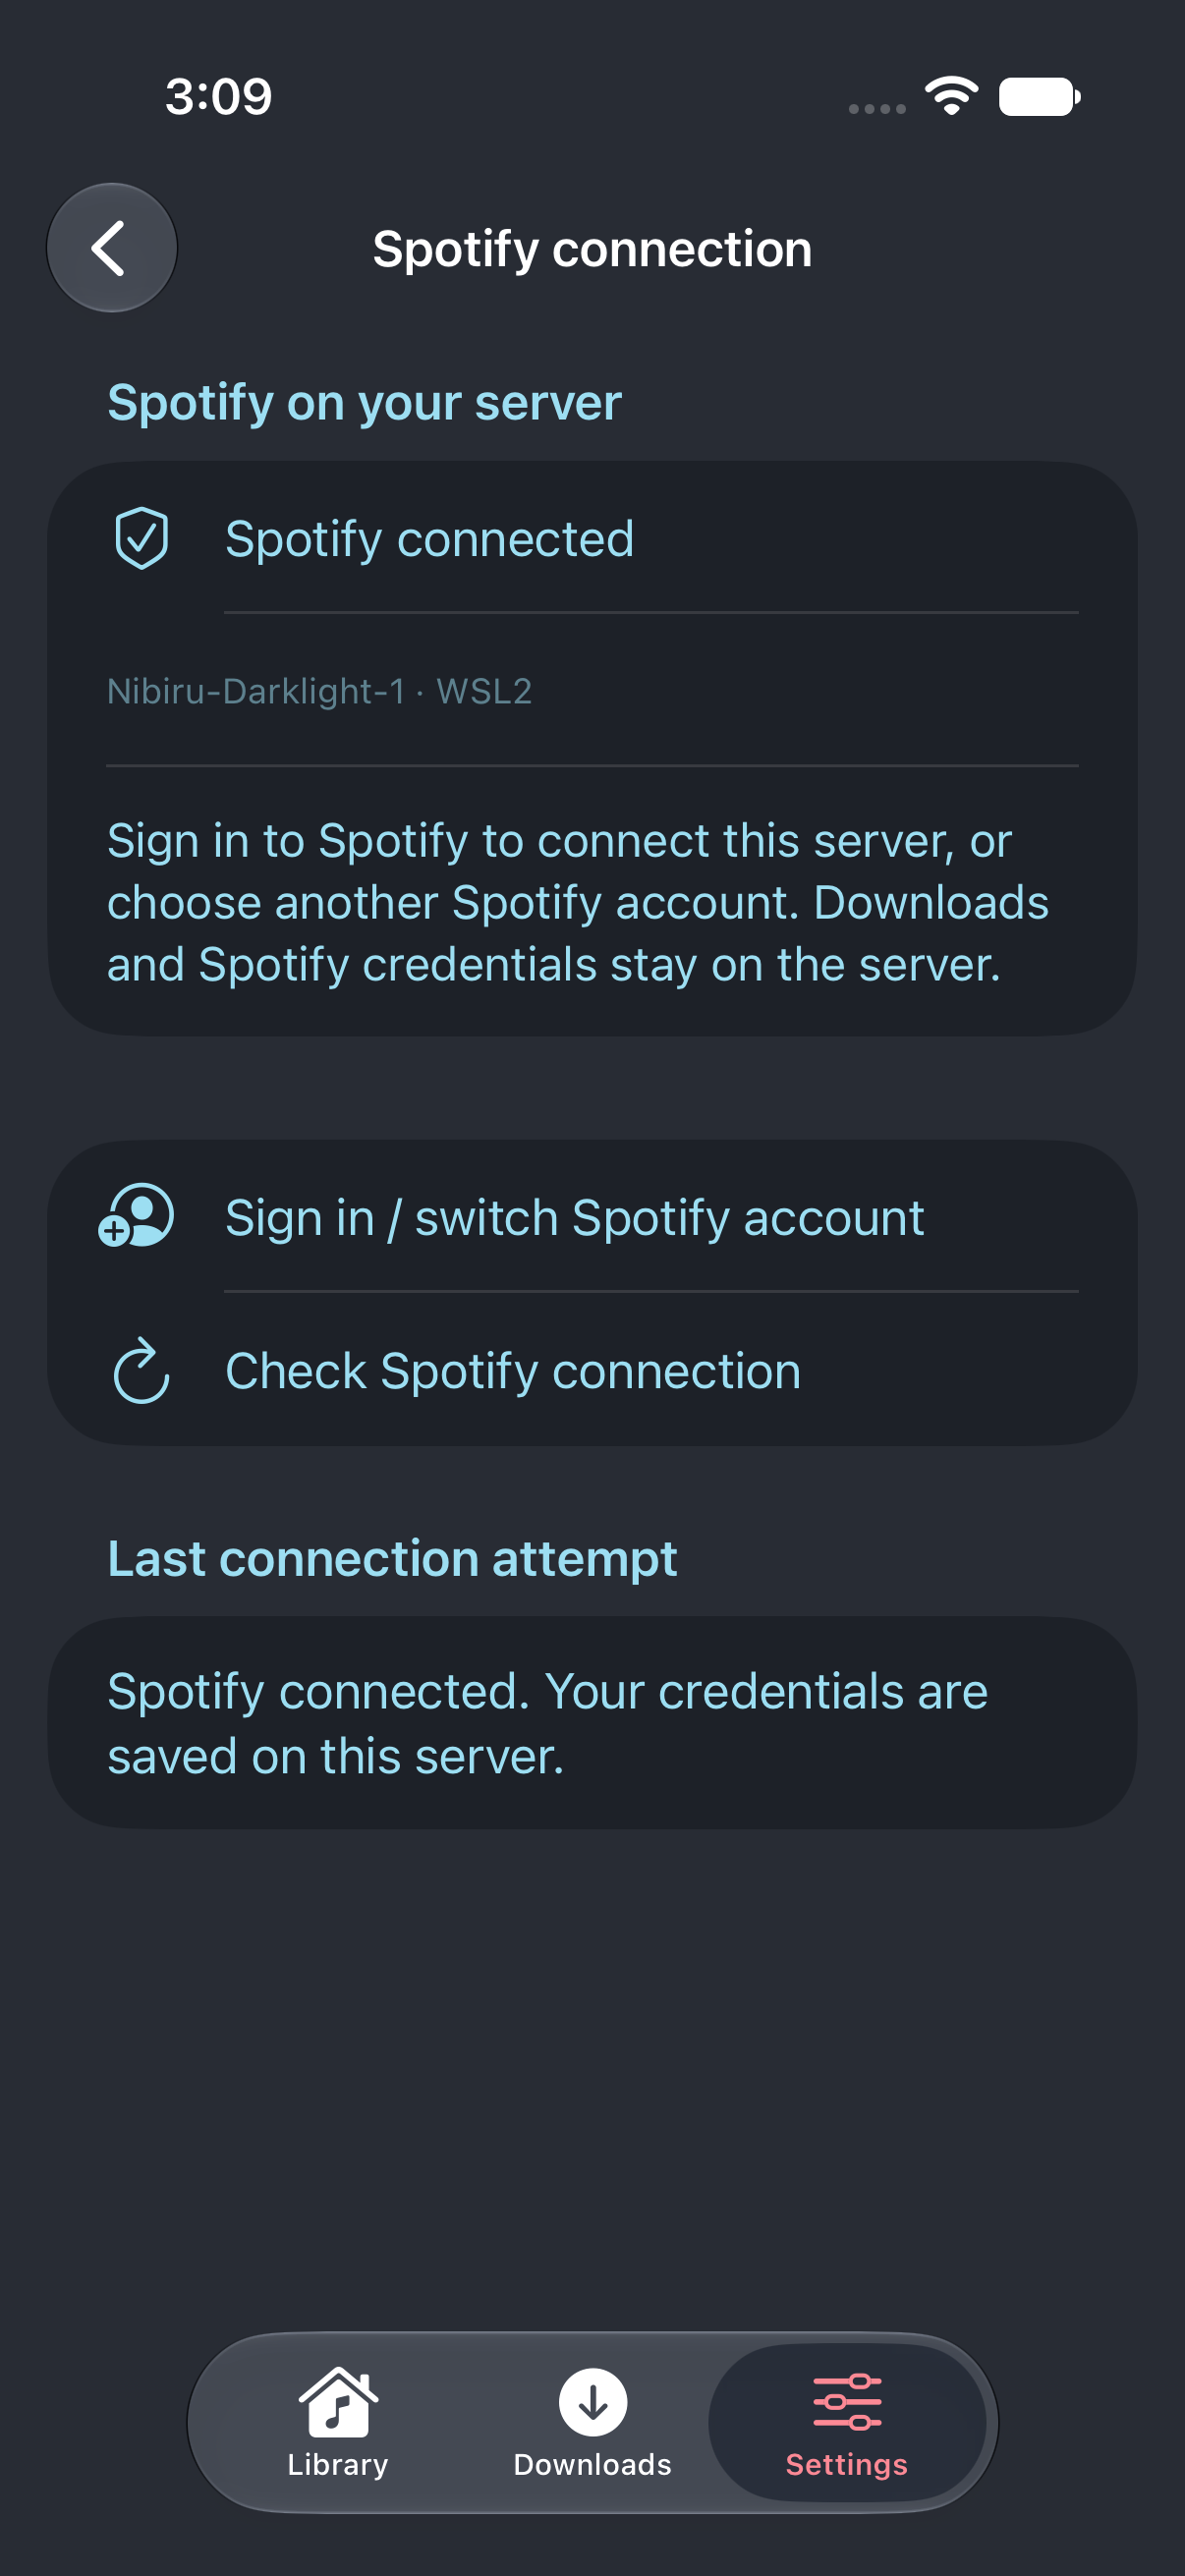 3:09
Spotify connection
Spotify on your server
Spotify connected
Nibiru-Darklight-1 · WSL2
Sign in to Spotify to connect this server, or
choose another Spotify account. Downloads
and Spotify credentials stay on the server.
Sign in / switch Spotify account
Check Spotify connection
Last connection attempt
Spotify connected. Your credentials are
saved on this server.
Library
Downloads
Settings